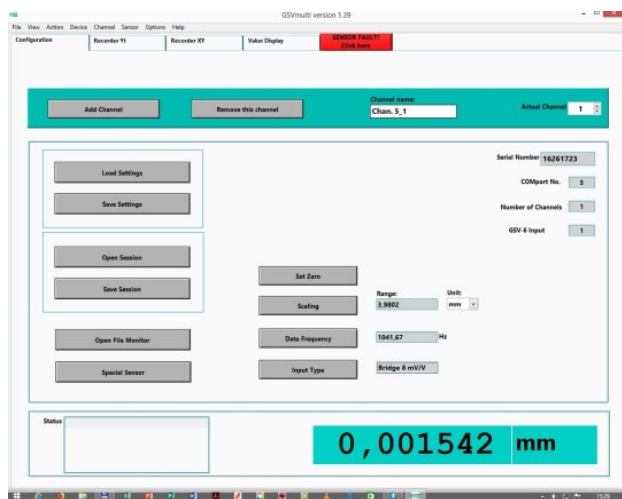 GSVmulti version 1.39
File View Action Device Channel Sensor Options Help
Configuration Recorder Yt Recorder XY Value Display SENSOR FAULT!
Click here
Channel name:
Add Channel Remove this channel Chan. 5_1 Actual Channel 1
Serial Number 16261723
Load Settings
COMport No. 5
Save Settings Number of Channels 1
GSV-6 Input 1
Open Session
Set Zero
Save Session Range: Unit:
Scaling 3,9802 mm
Open File Monitor Data Frequency 1041,67 Hz
Special Sensor Input Type Bridge 8 mV/V
Status
0,001542 mm
15:29